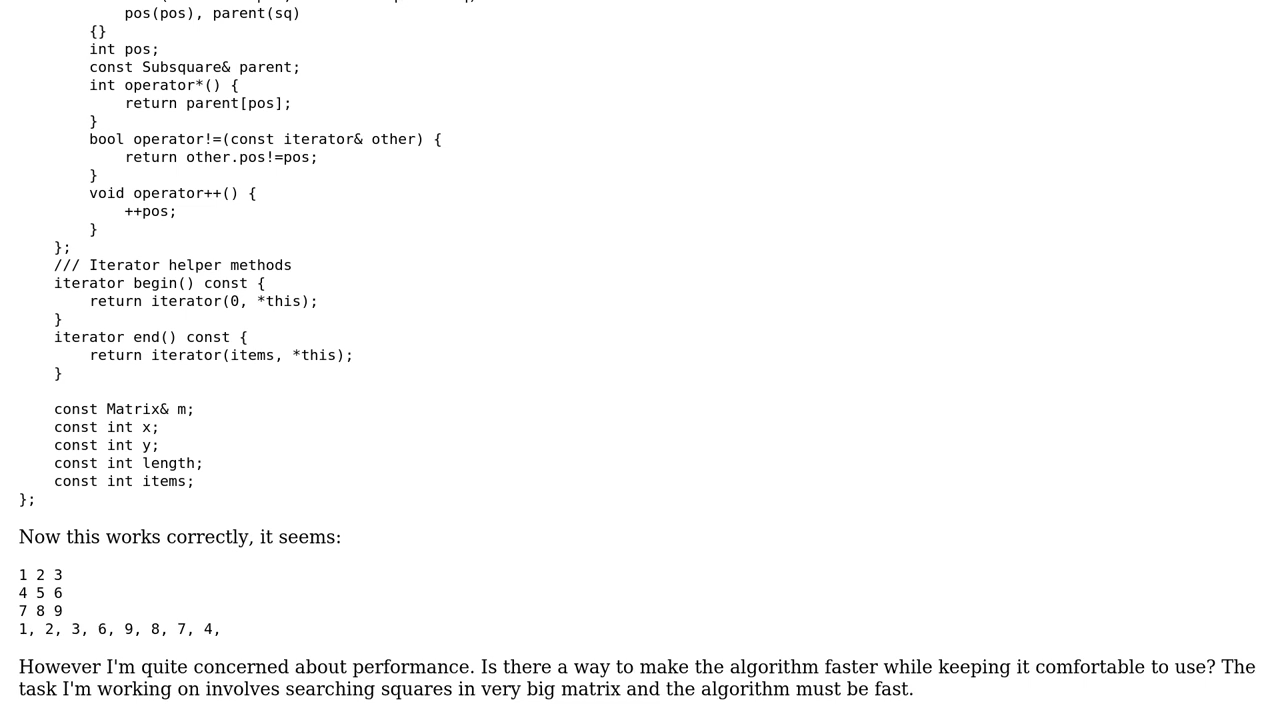 pos(pos), parent(sq)
{}
int pos;
const Subsquare& parent;
int operator*() {
return parent[pos];
}
bool operator!=(const iterator& other) {
return other.pos!=pos;
}
void operator++() {
++pos;
}
};
/// Iterator helper methods
iterator begin() const {
return iterator(0, *this);
}
iterator end() const {
return iterator(items, *this);
}
const Matrix& m;
const int x;
const int y;
const int length;
const int items;
};
Now this works correctly, it seems:
1 2 3
4 5 6
7 8 9
1, 2, 3, 6, 9, 8, 7, 4,
However I'm quite concerned about performance. Is there a way to make the algorithm faster while keeping it comfortable to use? The
task I'm working on involves searching squares in very big matrix and the algorithm must be fast.